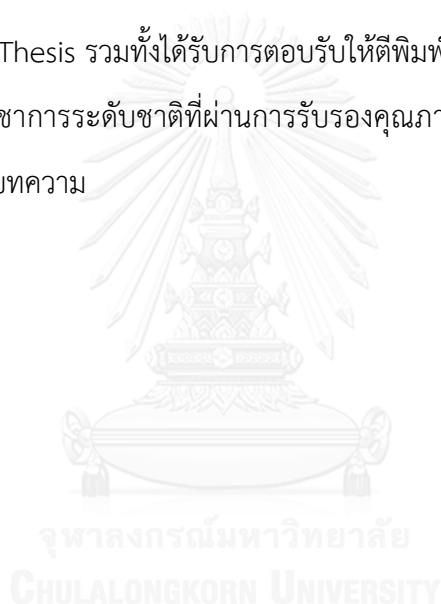 Thesis รวมทั้งได้รับการตอบรับให้ตีพิมพ์
ชาการระดับชาติที่ผ่านการรับรองคุณภา
บทความ
จุฬาลงกรณ์มหาวิทยาลัย
CHULALONGKORN UNIVERSITY